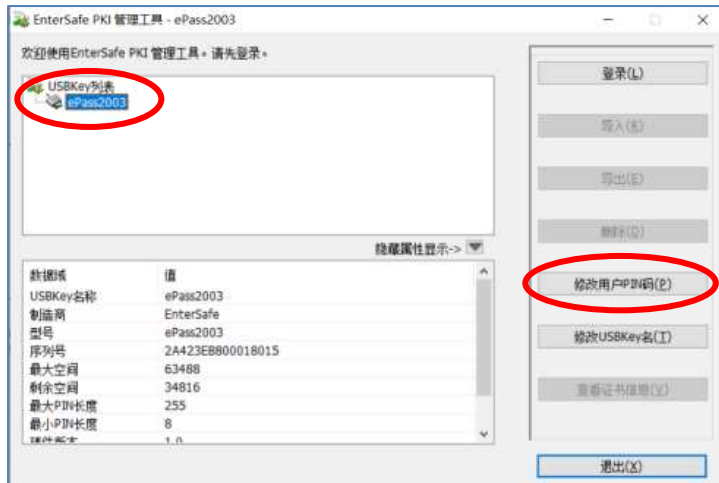 EnterSafe PKI 管理工具 - ePass2003
欢迎使用EnterSafe PKI 管理工具。请先登录。
USBKey列表
ePass2003
隐藏属性显示->
数据域 值
USBKey名称 ePass2003
制造商 EnterSafe
型号 ePass2003
序列号 2A423EB800018015
最大空间 63488
剩余空间 34816
最大PIN长度 255
最小PIN长度 8
硬件版本 1.0
登录(L)
导入(R)
导出(E)
删除(D)
修改用户PIN码(P)
修改USBKey名(T)
查看证书信息(V)
退出(X)